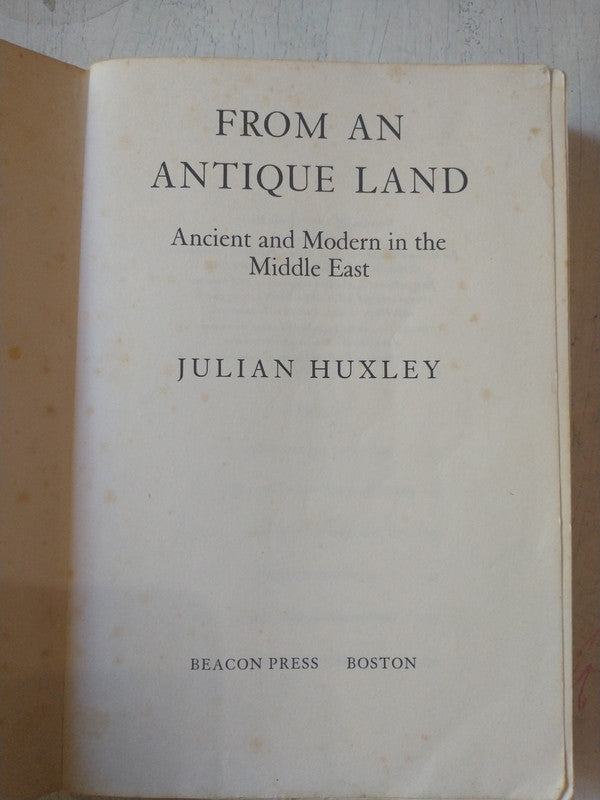 FROM AN
ANTIQUE LAND
Ancient and Modern in the
Middle East
JULIAN HUXLEY
BEACON PRESS BOSTON